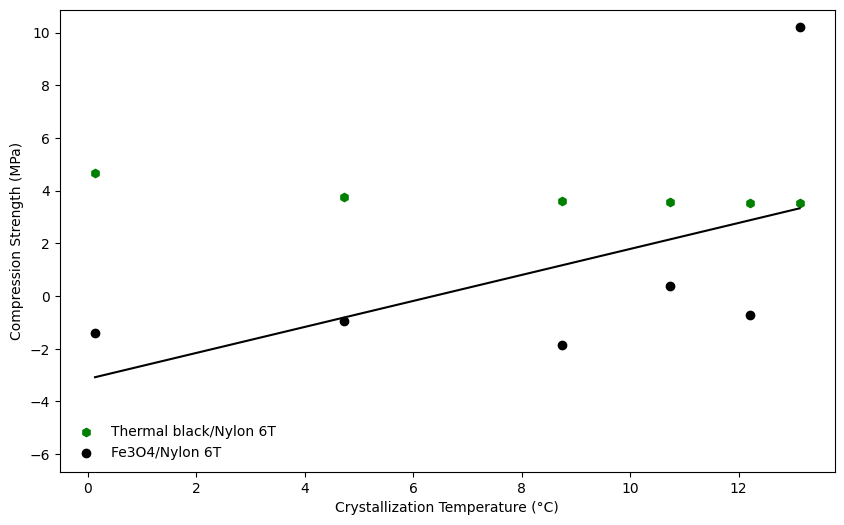 10
8
6
4
2
0
−2
−4
−6
Compression Strength (MPa)
Thermal black/Nylon 6T
Fe3O4/Nylon 6T
0 2 4 6 8 10 12
Crystallization Temperature (°C)